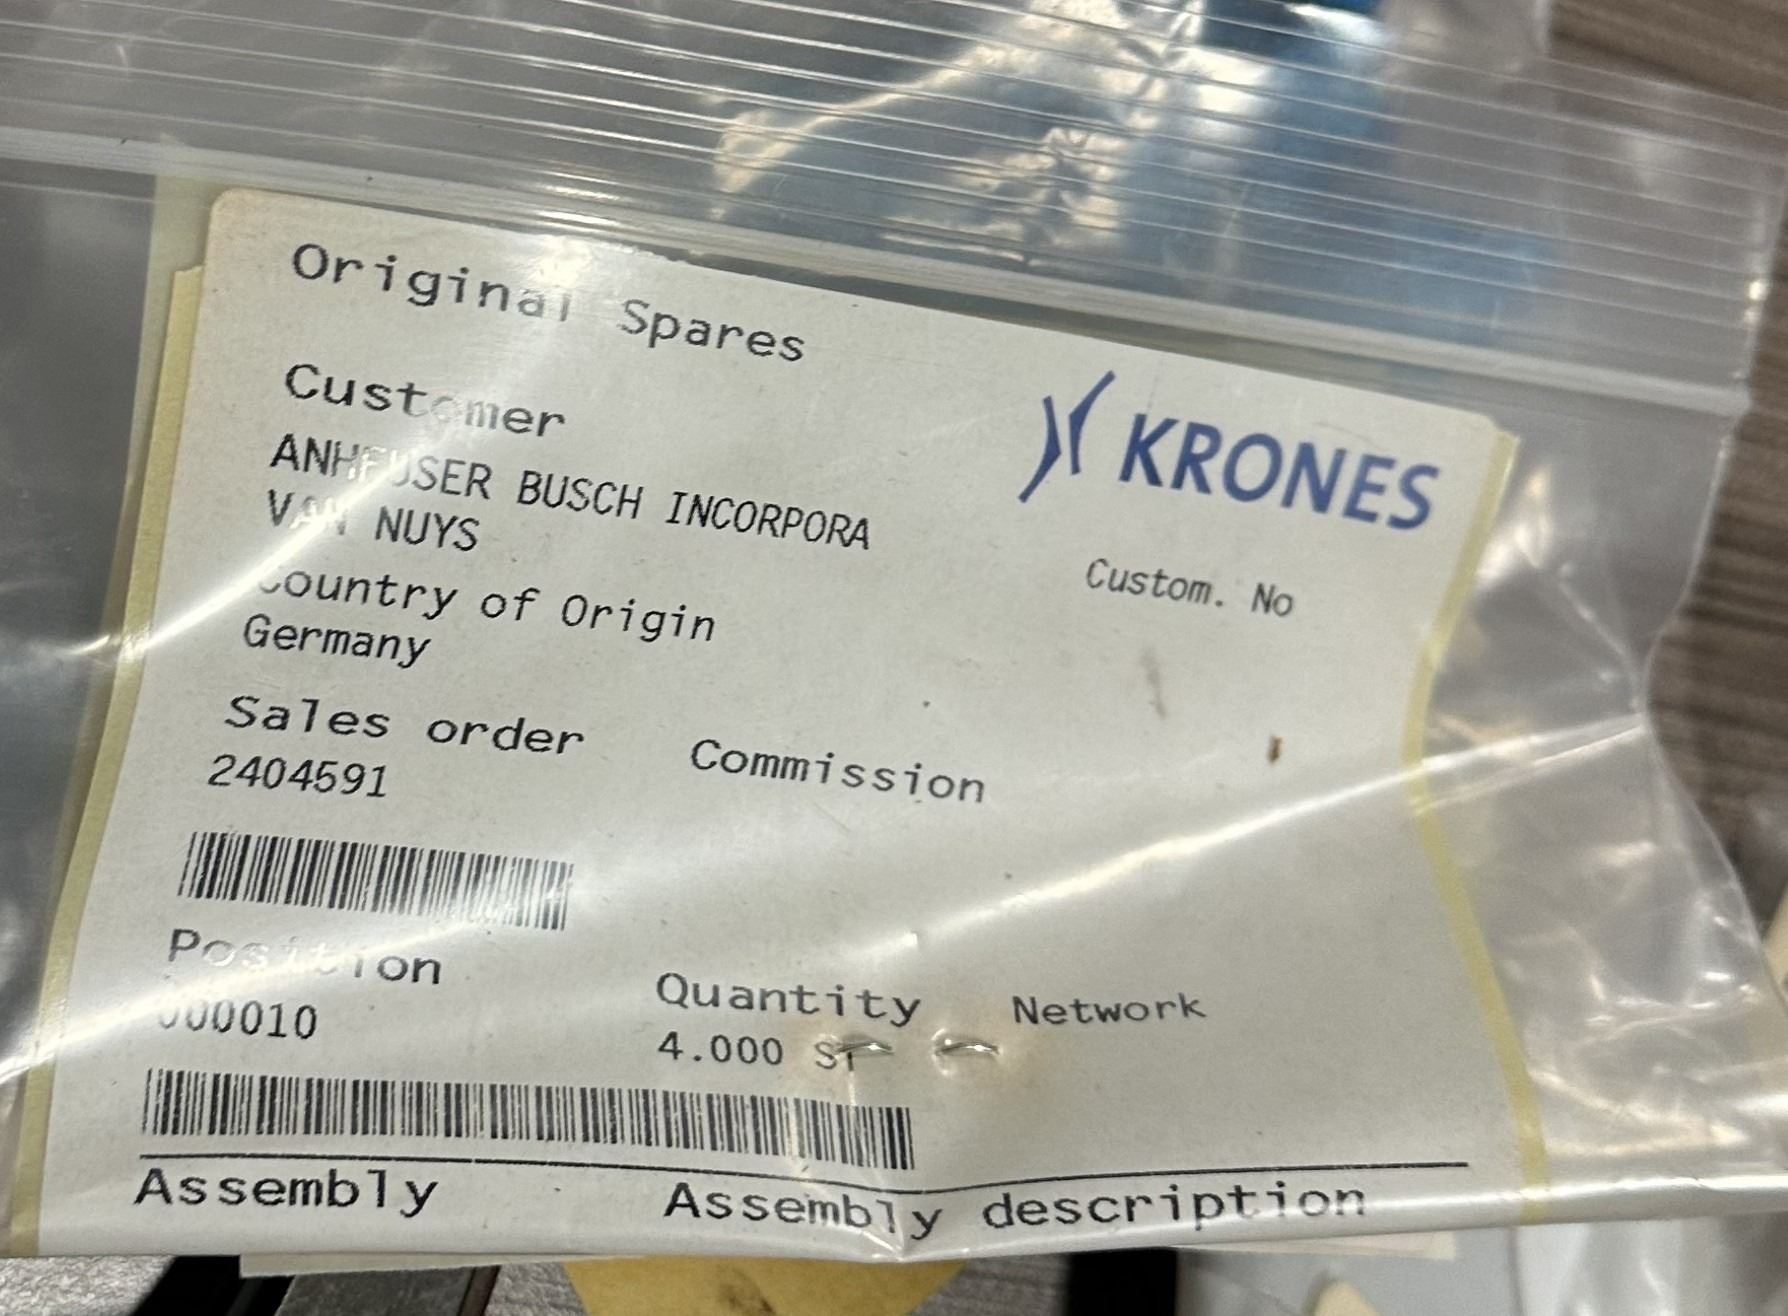 Original Spares
KRONES
Customer
ANHEUSER BUSCH INCORPORA
VAN NUYS
Custom. No
Country of Origin
Germany
Sales order Commission
2404591
Position Quantity Network
000010 4.000 ST
Assembly Assembly description